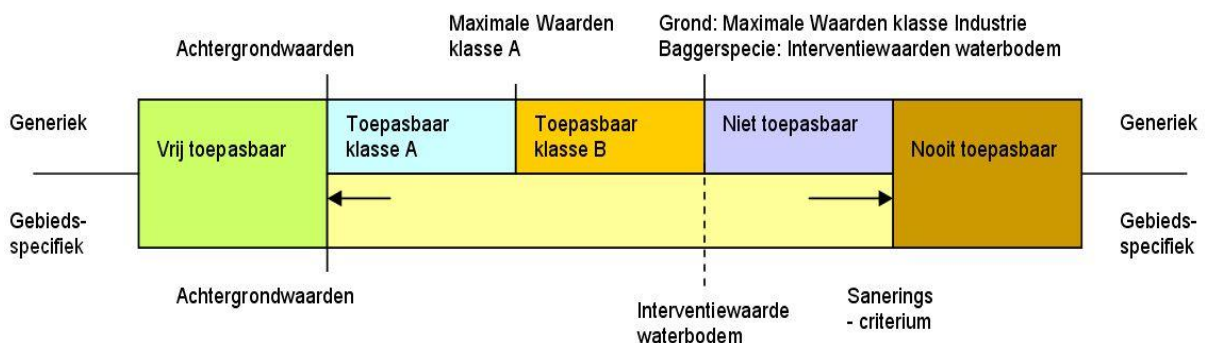 Achtergrondwaarden
Maximale Waarden
klasse A
Grond: Maximale Waarden klasse Industrie
Baggerspecie: Interventiewaarden waterbodem
Generiek
Vrij toepasbaar
Toepasbaar
klasse A
Toepasbaar
klasse B
Niet toepasbaar
Nooit toepasbaar
Generiek
Gebieds-
specifiek
Gebieds-
specifiek
Achtergrondwaarden
Interventiewaarde
waterbodem
Sanerings
- criterium